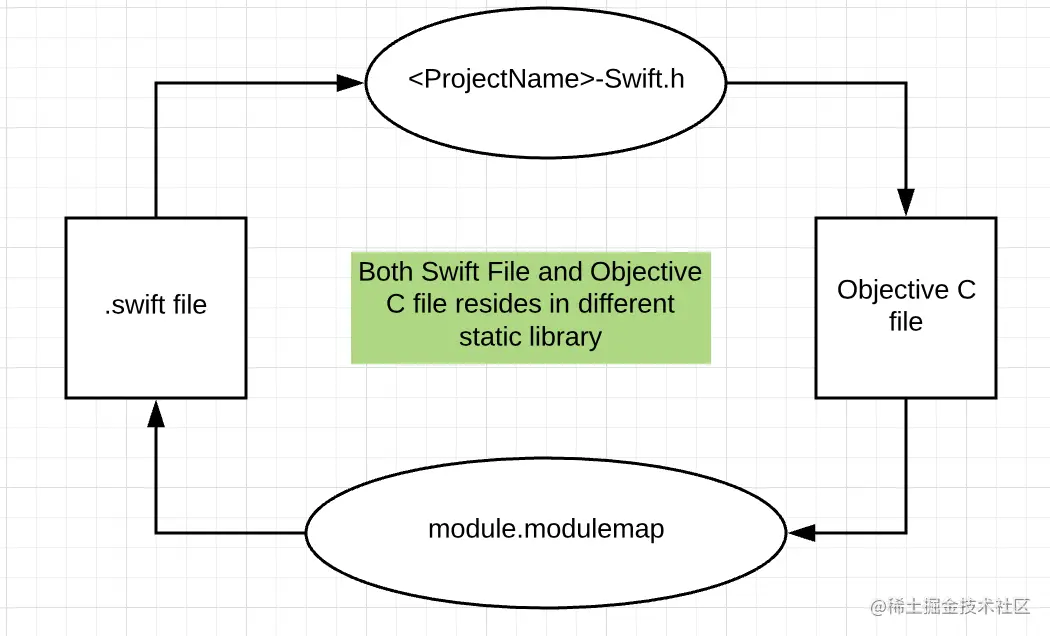 <ProjectName>-Swift.h
.swift file
Both Swift File and Objective
C file resides in different
static library
Objective C
file
module.modulemap
@稀土掘金技术社区